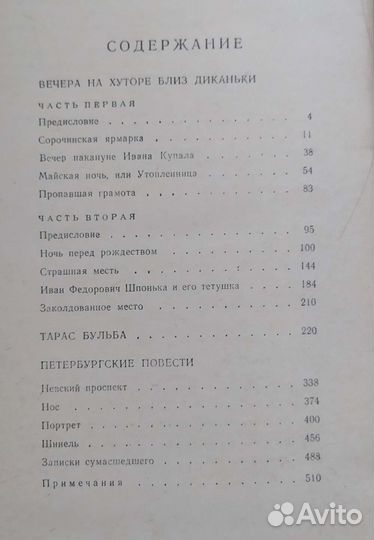 СОДЕРЖАНИЕ
ВЕЧЕРА НА ХУТОРЕ БЛИЗ ДИКАНЬКИ
ЧАСТЬ ПЕРВАЯ
Предисловие . . . . . . . . . . . 4
Сорочинская ярмарка . . . . . . . . . 11
Вечер накануне Ивана Купала . . . . . . 38
Майская ночь, или Утопленница . . . . . 54
Пропавшая грамота . . . . . . . . . 83
ЧАСТЬ ВТОРАЯ
Предисловие . . . . . . . . . . . 95
Ночь перед рождеством . . . . . . . . 100
Страшная месть . . . . . . . . . . 144
Иван Федорович Шпонька и его тетушка . . . 184
Заколдованное место . . . . . . . . 210
ТАРАС БУЛЬБА . . . . . . . . . . 220
ПЕТЕРБУРГСКИЕ ПОВЕСТИ
Невский проспект . . . . . . . . . . 338
Нос . . . . . . . . . . . . . 374
Портрет . . . . . . . . . . . . 400
Шинель . . . . . . . . . . . . 456
Записки сумасшедшего . . . . . . . . 488
Примечания . . . . . . . . . . . 510
Avito